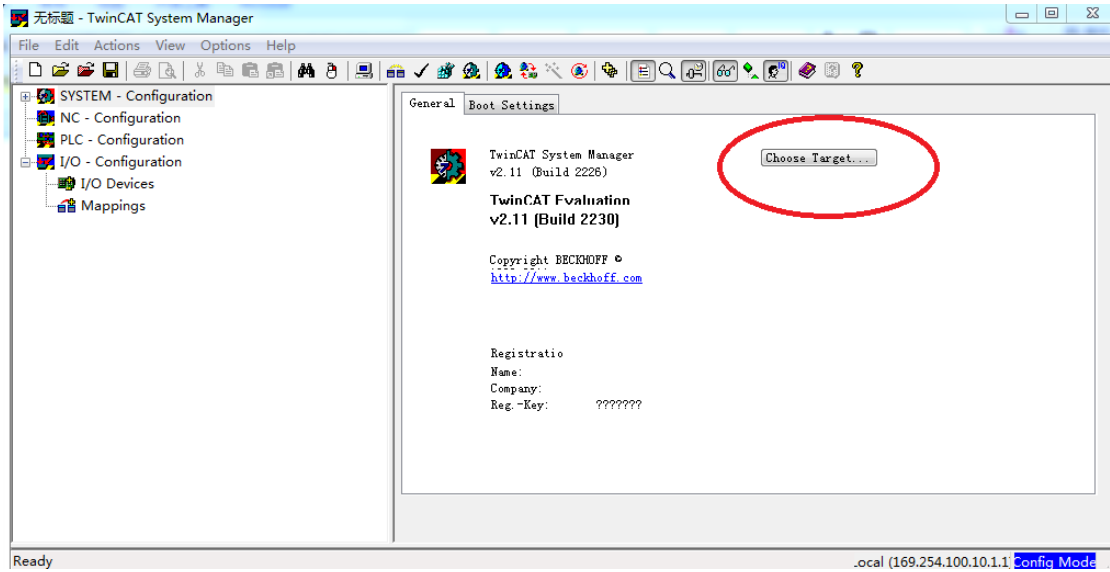 无标题 - TwinCAT System Manager
File Edit Actions View Options Help
SYSTEM - Configuration
NC - Configuration
PLC - Configuration
I/O - Configuration
I/O Devices
Mappings
General Boot Settings
TwinCAT System Manager
v2.11 (Build 2226)
Choose Target...
TwinCAT Evaluation
v2.11 (Build 2230)
Copyright BECKHOFF ©
http://www.beckhoff.com
Registratio
Name:
Company:
Reg.-Key: ???????
Ready
.ocal (169.254.100.10.1.1) Config Mode